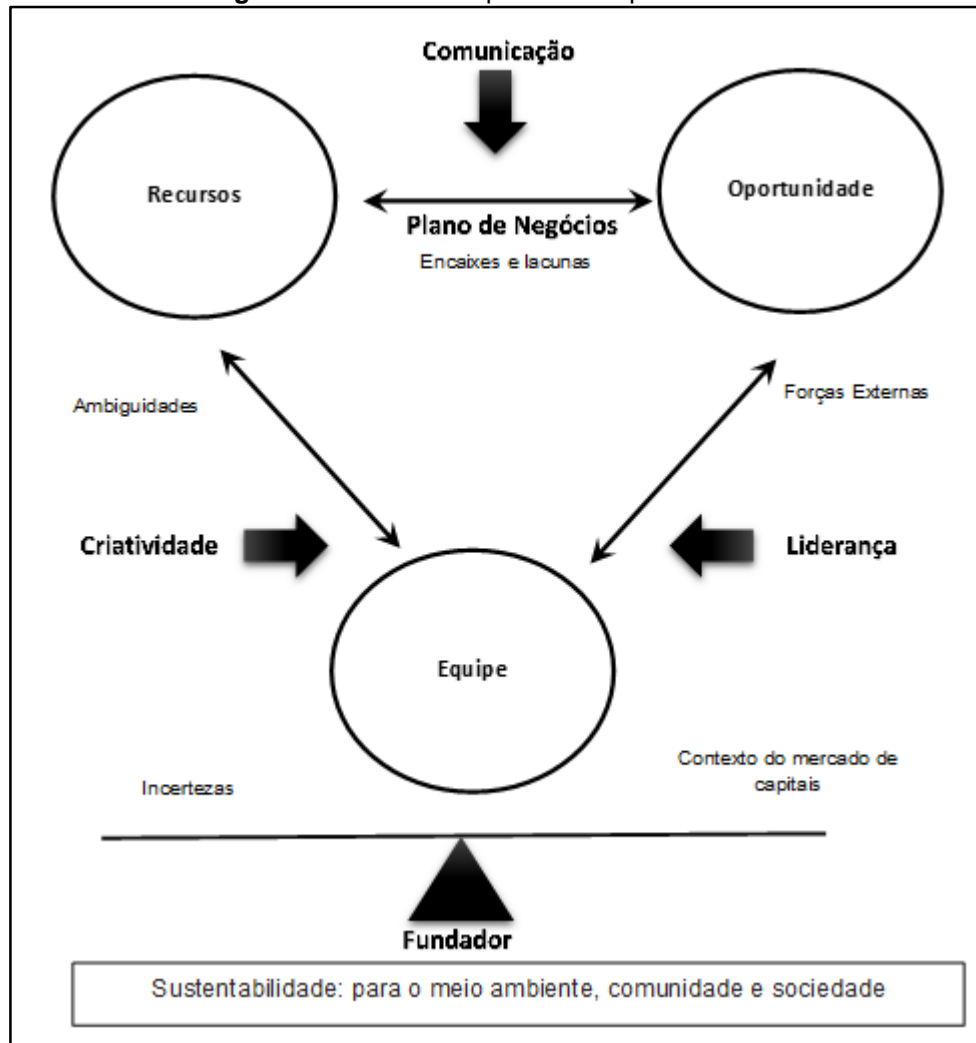 Comunicação
Recursos
Oportunidade
Plano de Negócios
Encaixes e lacunas
Ambiguidades
Forças Externas
Criatividade
Liderança
Equipe
Incertezas
Contexto do mercado de
capitais
Fundador
Sustentabilidade: para o meio ambiente, comunidade e sociedade